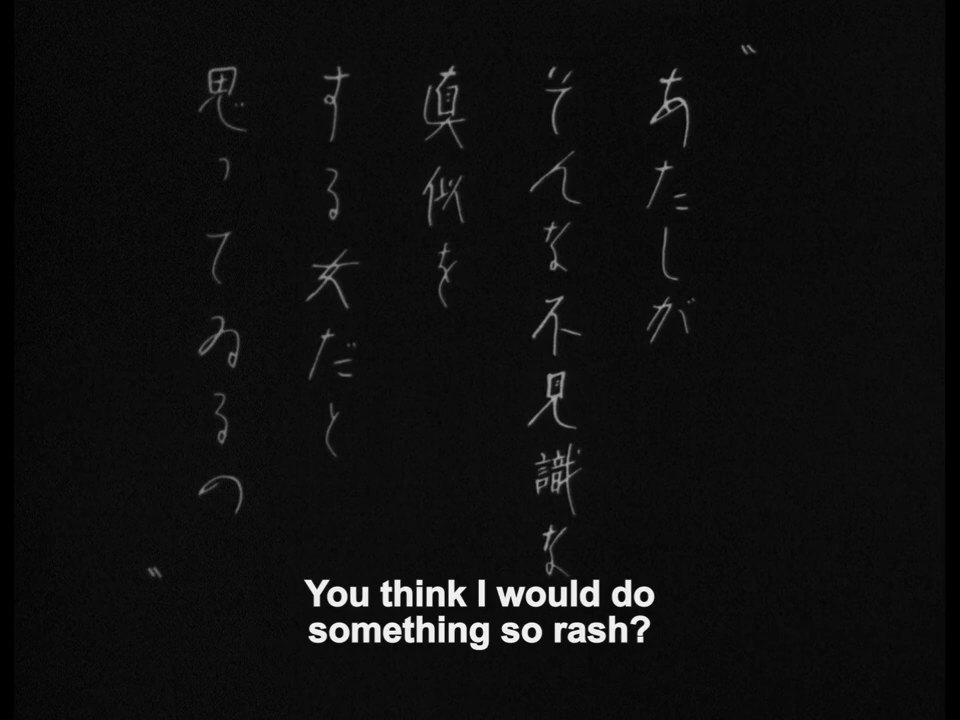 〝あたしが
そんな不見識な
真似を
する女だと
思ってゐるの〟
You think I would do
something so rash?